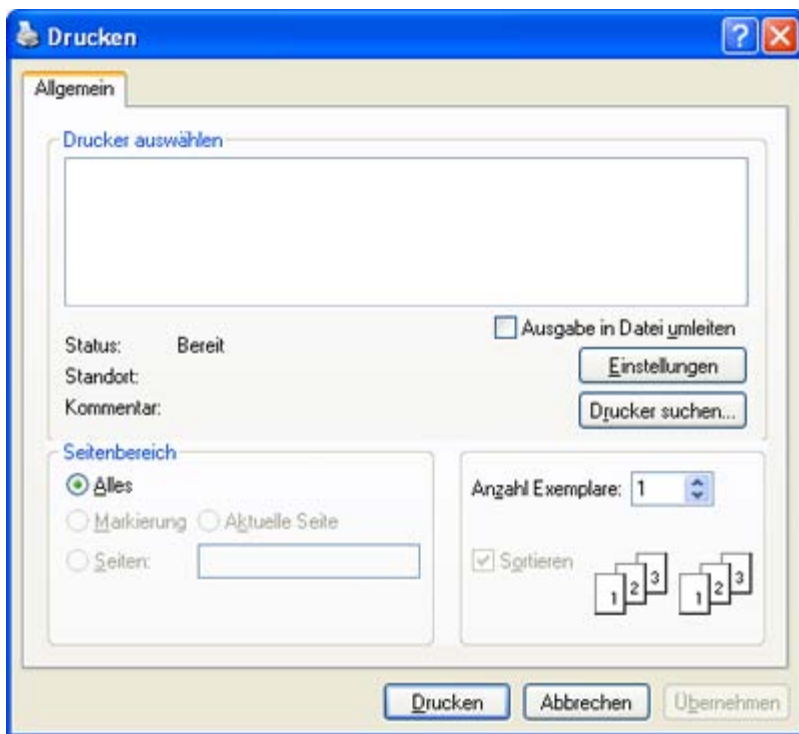 Drucken
Allgemein
Drucker auswählen
Ausgabe in Datei umleiten
Status: Bereit
Einstellungen
Standort:
Kommentar:
Drucker suchen...
Seitenbereich
Alles
Anzahl Exemplare: 1
Markierung Aktuelle Seite
Seiten:
Sortieren
1 2 3 1 2 3
Drucken Abbrechen Übernehmen